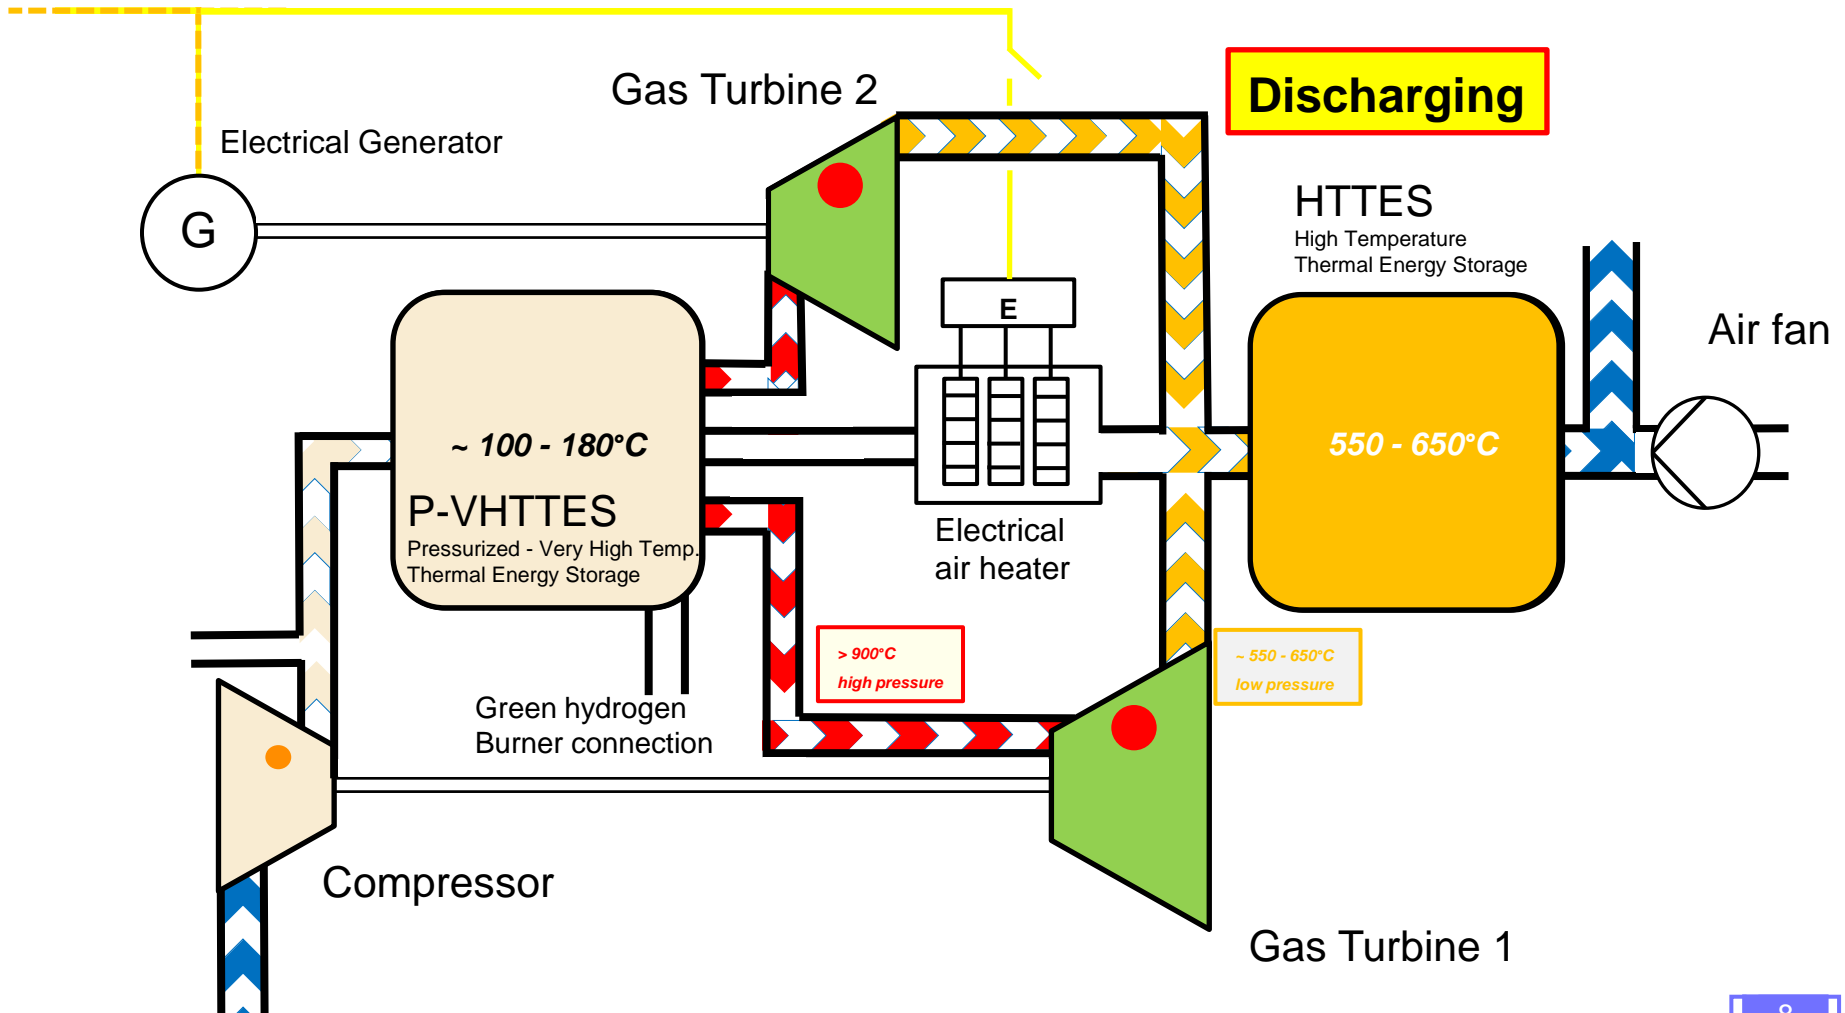 Gas Turbine 2
Discharging
Electrical Generator
G
HTTES
High Temperature
Thermal Energy Storage
E
Air fan
~ 100 - 180°C
550 - 650°C
P-VHTTES
Pressurized - Very High Temp.
Thermal Energy Storage
Electrical
air heater
> 900°C
high pressure
~ 550 - 650°C
low pressure
Green hydrogen
Burner connection
Compressor
Gas Turbine 1